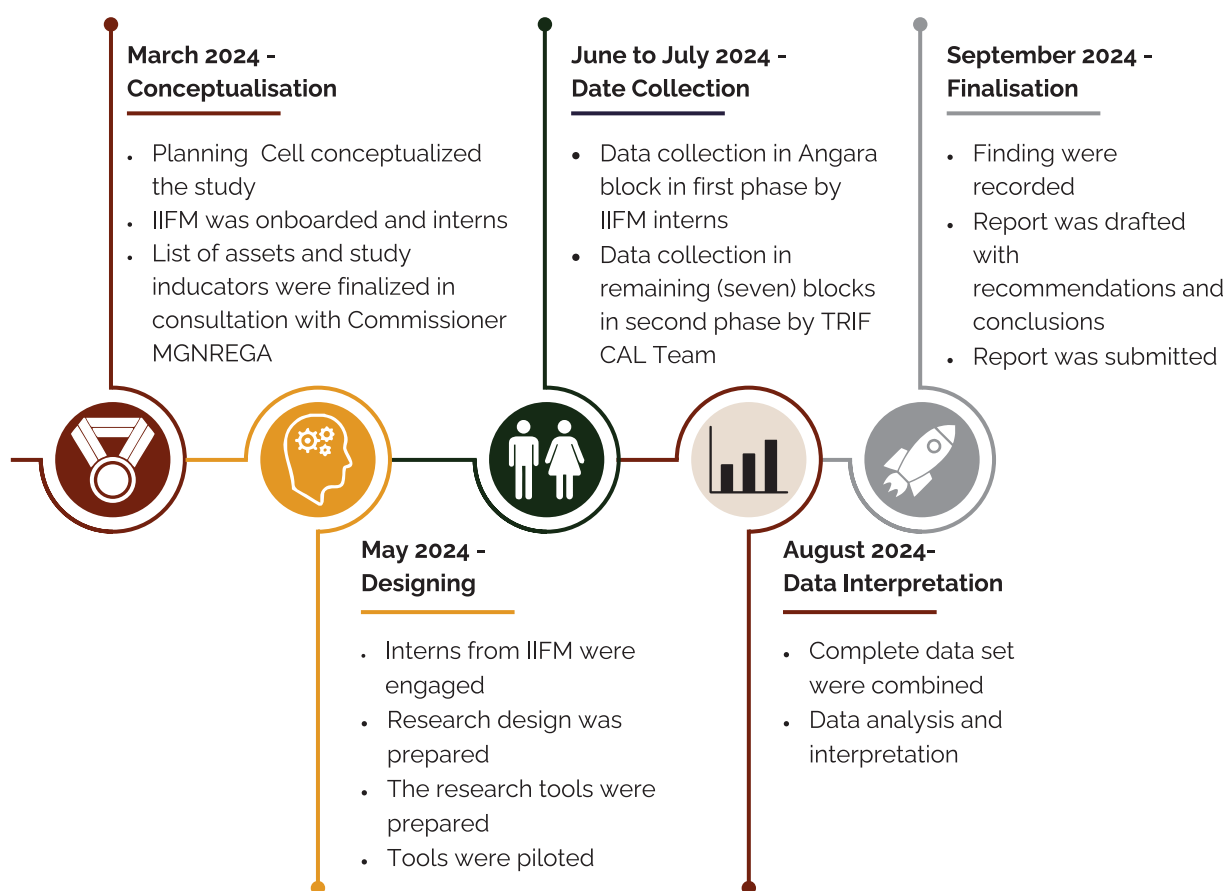 March 2024 -
Conceptualisation
• Planning Cell conceptualized
the study
• IIFM was onboarded and interns
• List of assets and study
inducators were finalized in
consultation with Commissioner
MGNREGA
May 2024 -
Designing
• Interns from IIFM were
engaged
• Research design was
prepared
• The research tools were
prepared
• Tools were piloted
June to July 2024 -
Date Collection
• Data collection in Angara
block in first phase by
IIFM interns
• Data collection in
remaining (seven) blocks
in second phase by TRIF
CAL Team
August 2024-
Data Interpretation
• Complete data set
were combined
• Data analysis and
interpretation
September 2024 -
Finalisation
• Finding were
recorded
• Report was drafted
with
recommendations and
conclusions
• Report was submitted